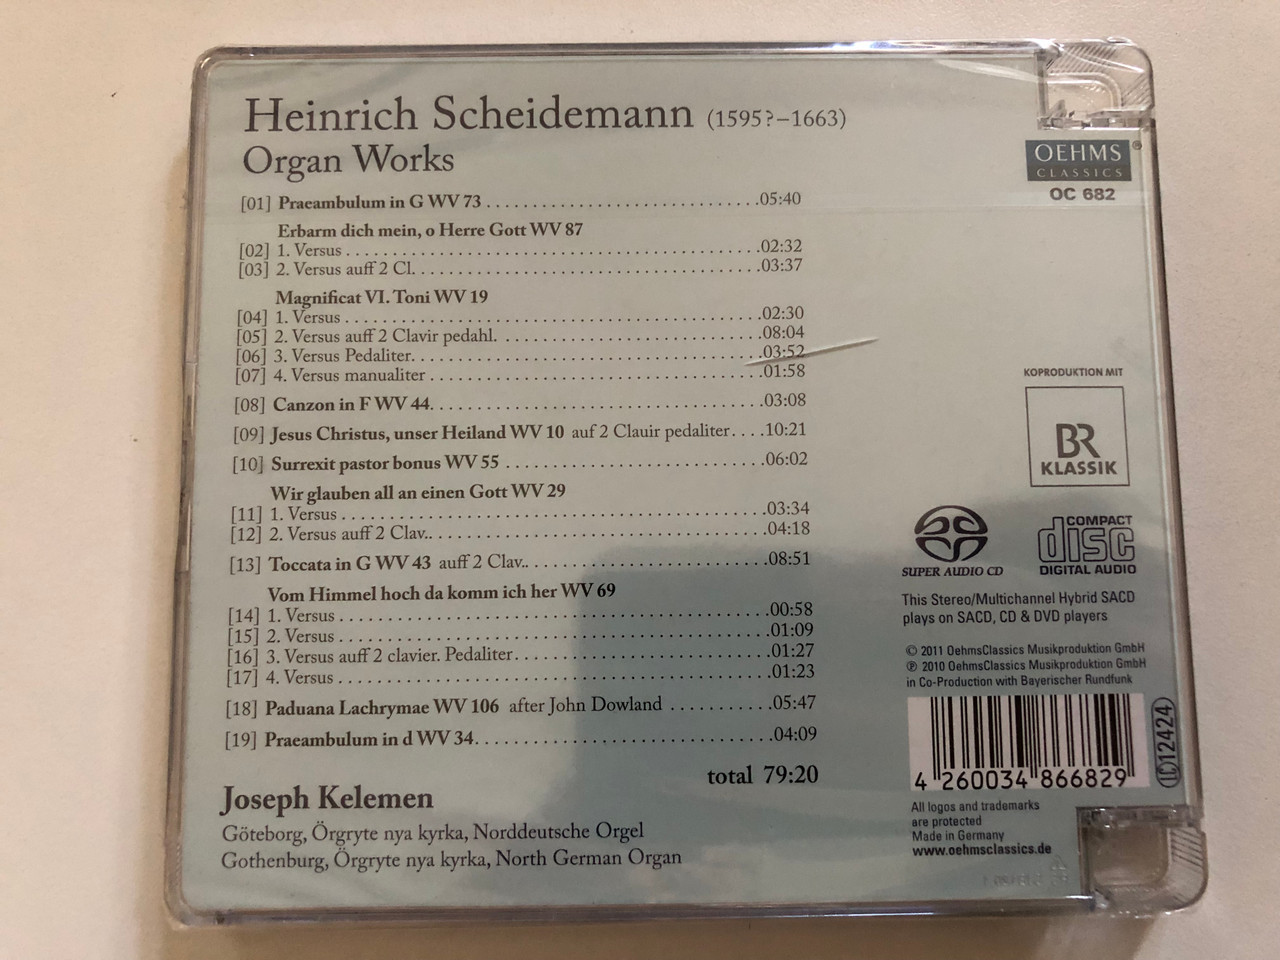 Heinrich Scheidemann (1595?–1663)
Organ Works
OEHMS®
CLASSICS
OC 682
[01] Praeambulum in G WV 73 . . . . . . . . . . 05:40
Erbarm dich mein, o Herre Gott WV 87
[02] 1. Versus . . . . . . . . . . 02:32
[03] 2. Versus auff 2 Cl. . . . . . . . . . . 03:37
Magnificat VI. Toni WV 19
[04] 1. Versus . . . . . . . . . . 02:30
[05] 2. Versus auff 2 Clavir pedahl. . . . . . . . . . . 08:04
[06] 3. Versus Pedaliter. . . . . . . . . . . 03:52
[07] 4. Versus manualiter . . . . . . . . . . 01:58
[08] Canzon in F WV 44. . . . . . . . . . . 03:08
[09] Jesus Christus, unser Heiland WV 10 auf 2 Clauir pedaliter. . . . 10:21
[10] Surrexit pastor bonus WV 55 . . . . . . . . . . 06:02
Wir glauben all an einen Gott WV 29
[11] 1. Versus . . . . . . . . . . 03:34
[12] 2. Versus auff 2 Clav.. . . . . . . . . . . 04:18
[13] Toccata in G WV 43 auff 2 Clav.. . . . . . . . . . . 08:51
Vom Himmel hoch da komm ich her WV 69
[14] 1. Versus . . . . . . . . . . 00:58
[15] 2. Versus . . . . . . . . . . 01:09
[16] 3. Versus auff 2 clavier. Pedaliter. . . . . . . . . . . 01:27
[17] 4. Versus . . . . . . . . . . 01:23
[18] Paduana Lachrymae WV 106 after John Dowland . . . . . . . . . . 05:47
[19] Praeambulum in d WV 34. . . . . . . . . . . 04:09
total 79:20
Joseph Kelemen
Göteborg, Örgryte nya kyrka, Norddeutsche Orgel
Gothenburg, Örgryte nya kyrka, North German Organ
KOPRODUKTION MIT
BR
KLASSIK
SUPER AUDIO CD
COMPACT
disc
DIGITAL AUDIO
This Stereo/Multichannel Hybrid SACD
plays on SACD, CD & DVD players
© 2011 OehmsClassics Musikproduktion GmbH
℗ 2010 OehmsClassics Musikproduktion GmbH
in Co-Production with Bayerischer Rundfunk
4 260034 866829
LC 12424
All logos and trademarks
are protected
Made in Germany
www.oehmsclassics.de